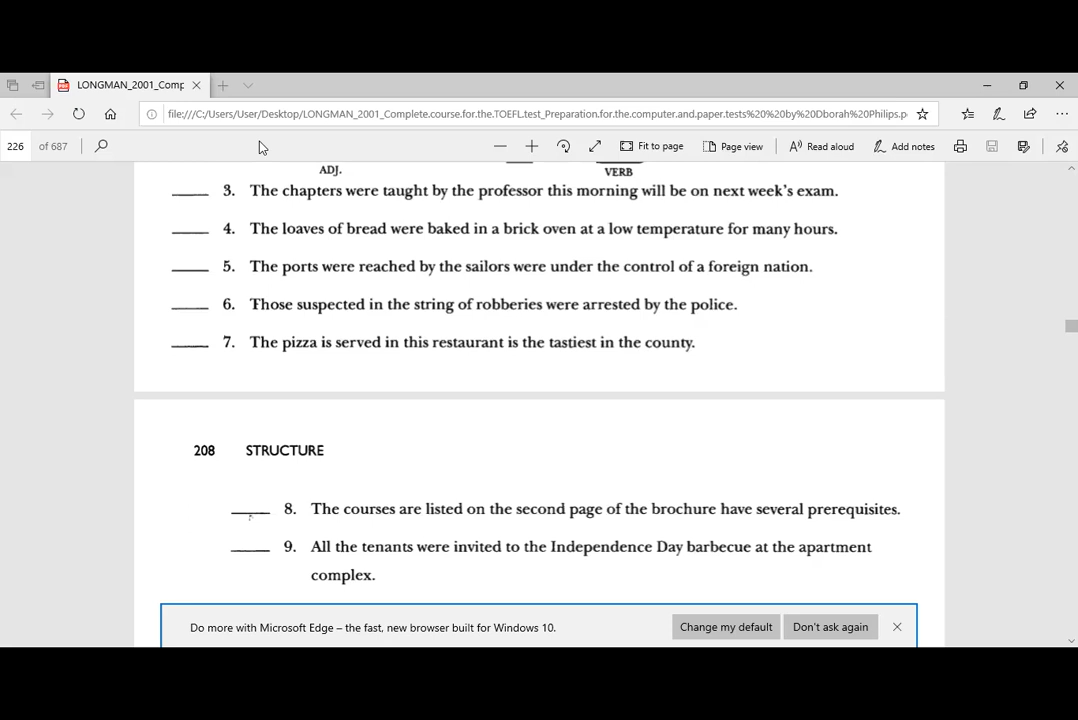 LONGMAN_2001_Comp
file:///C:/Users/User/Desktop/LONGMAN_2001_Complete.course.for.the.TOEFL.test_Preparation.for.the.computer.and.paper.tests%20%20by%20Dborah%20Philips.p
226 of 687 Fit to page Page view Read aloud Add notes
ADJ. VERB
3. The chapters were taught by the professor this morning will be on next week's exam.
4. The loaves of bread were baked in a brick oven at a low temperature for many hours.
5. The ports were reached by the sailors were under the control of a foreign nation.
6. Those suspected in the string of robberies were arrested by the police.
7. The pizza is served in this restaurant is the tastiest in the county.
208 STRUCTURE
8. The courses are listed on the second page of the brochure have several prerequisites.
9. All the tenants were invited to the Independence Day barbecue at the apartment
complex.
Do more with Microsoft Edge – the fast, new browser built for Windows 10. Change my default Don't ask again